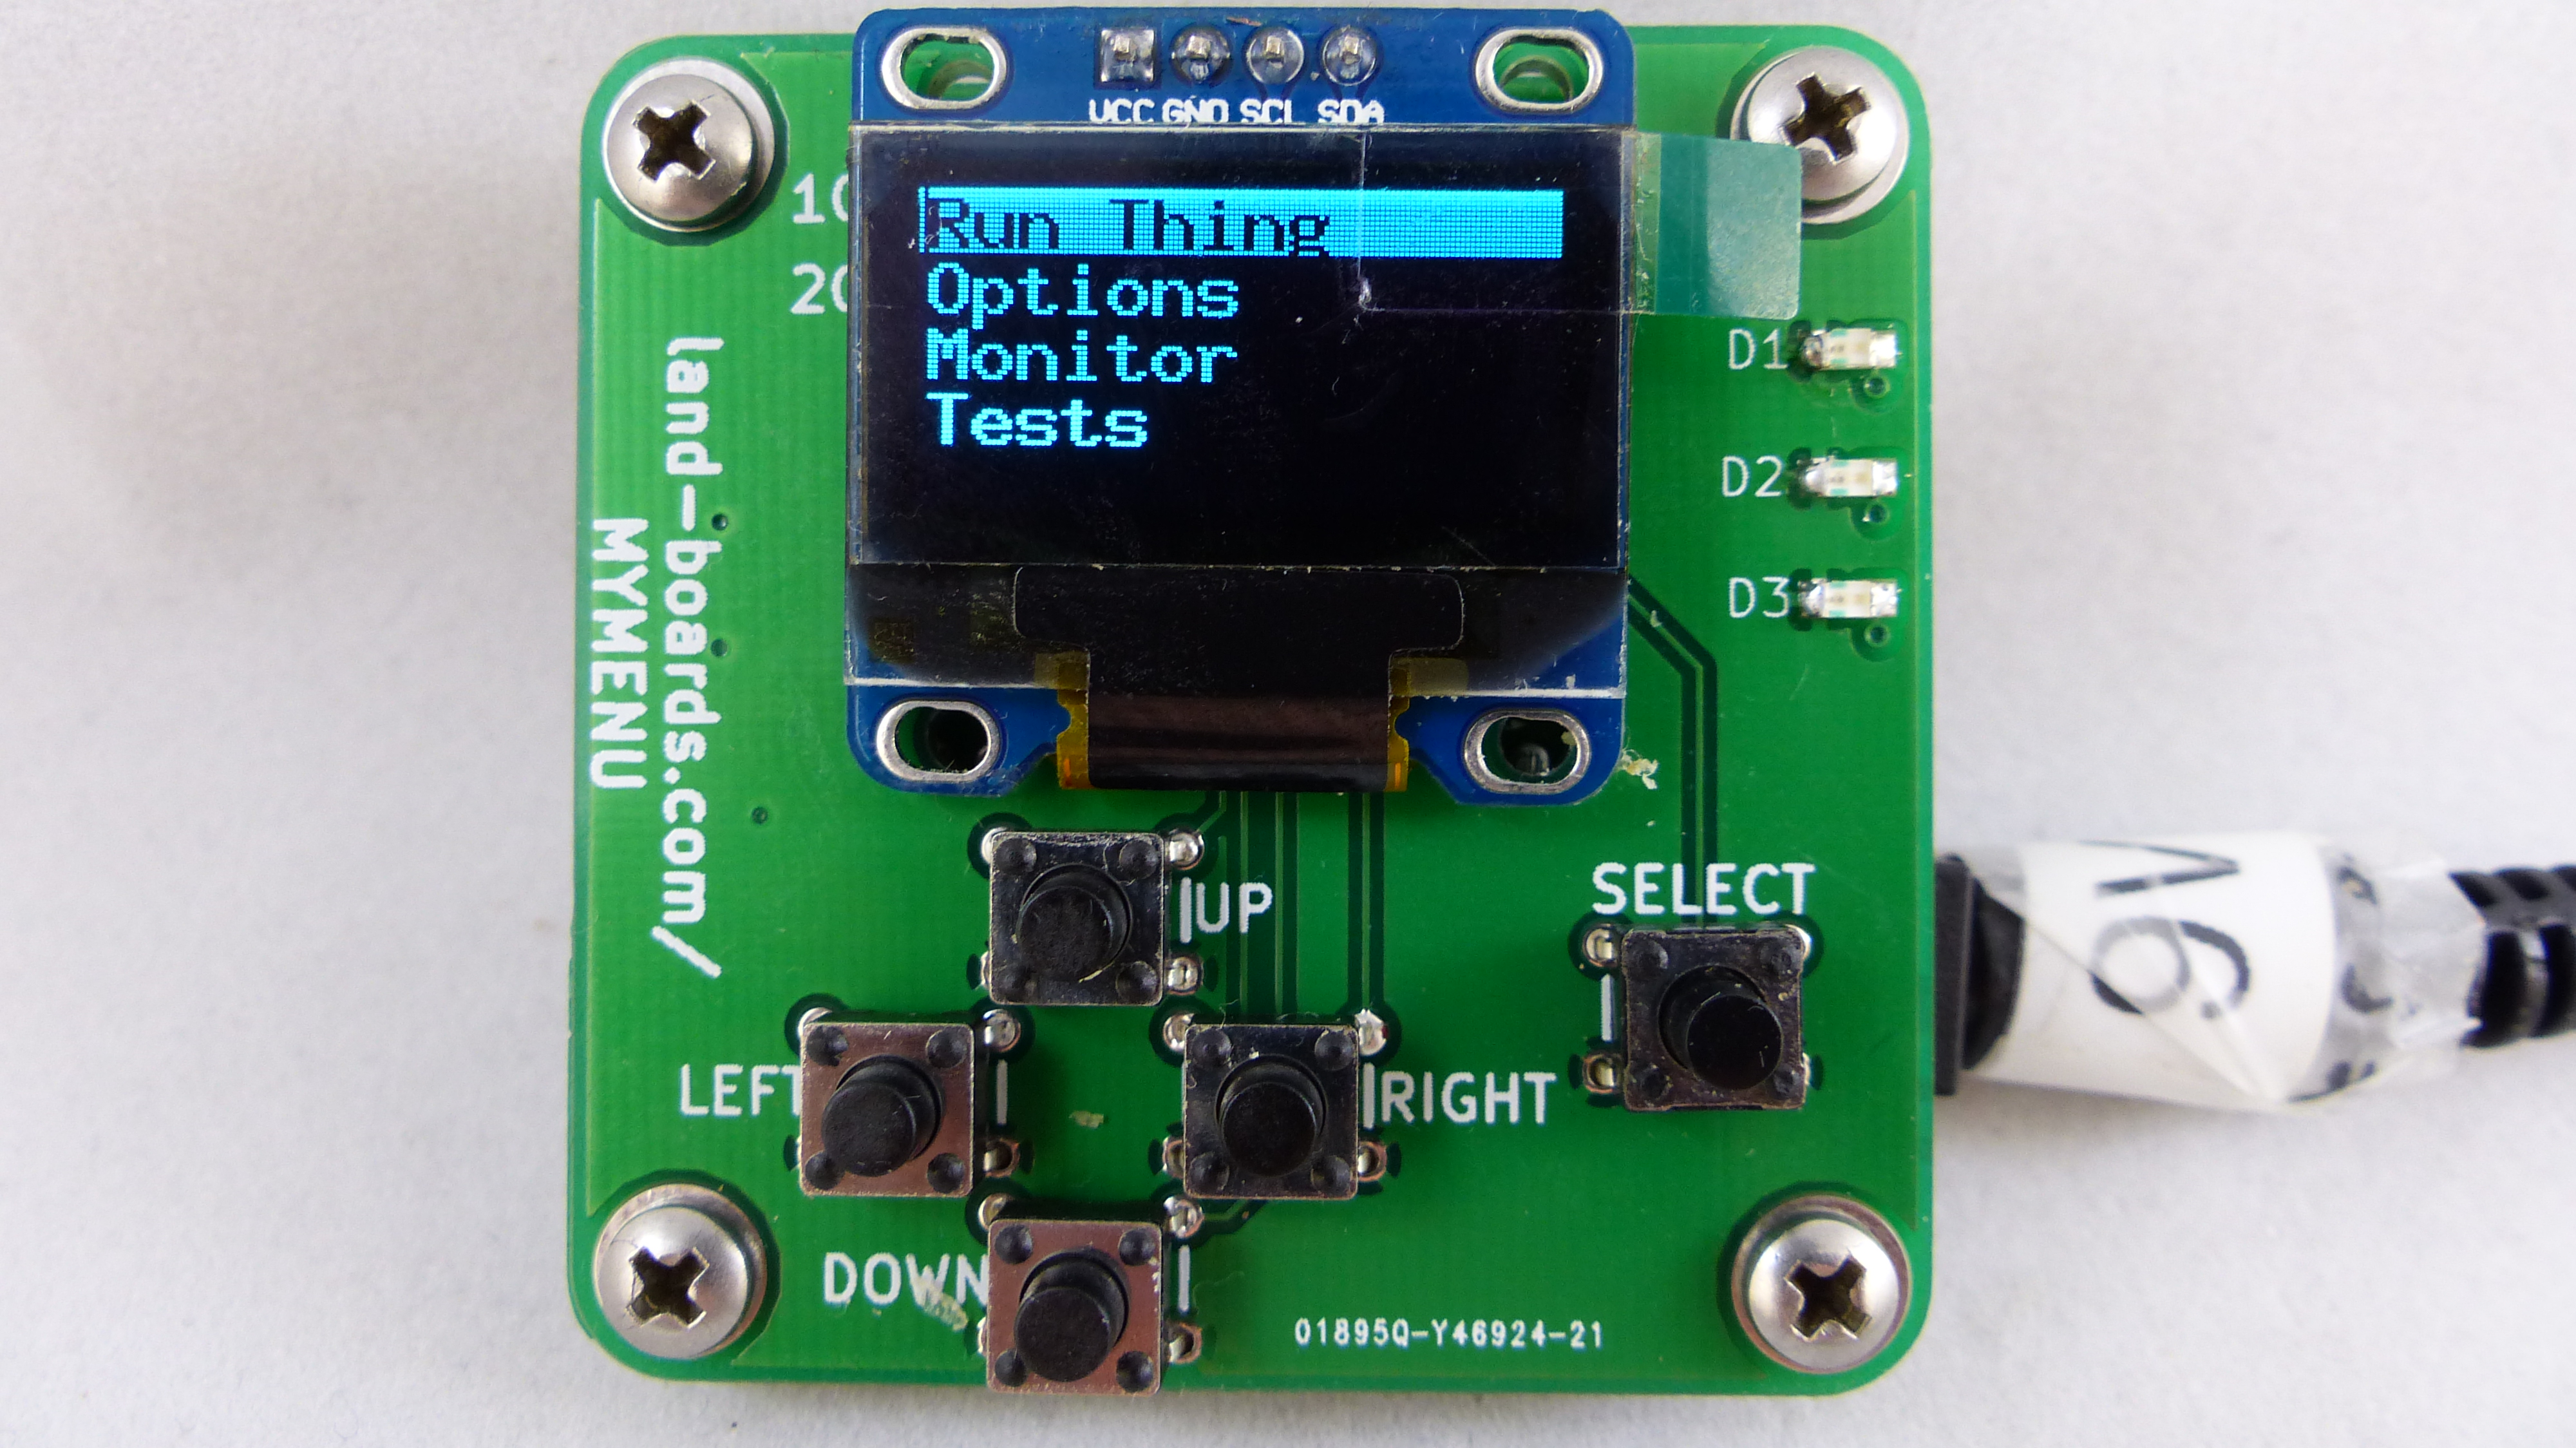 VCC GND SCL SDA
Run Thing
Options
Monitor
Tests
D1
D2
D3
land-boards.com/
MYMENU
UP
SELECT
LEFT
RIGHT
DOWN
01895Q-Y46924-21